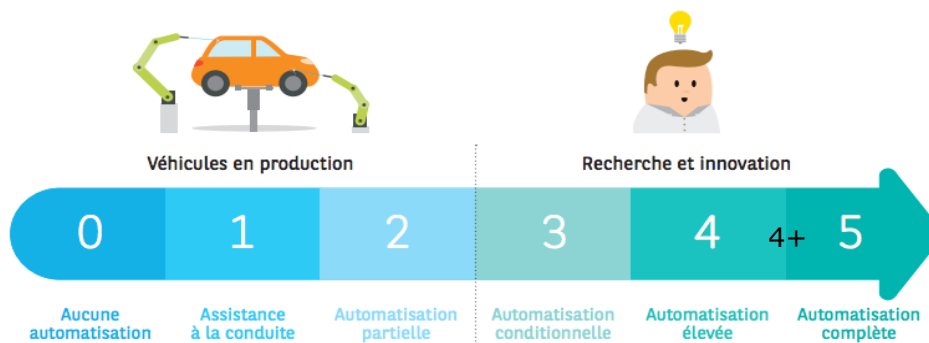 Véhicules en production
Recherche et innovation
0 1 2 3 4 4+ 5
Aucune
automatisation
Assistance
à la conduite
Automatisation
partielle
Automatisation
conditionnelle
Automatisation
élevée
Automatisation
complète